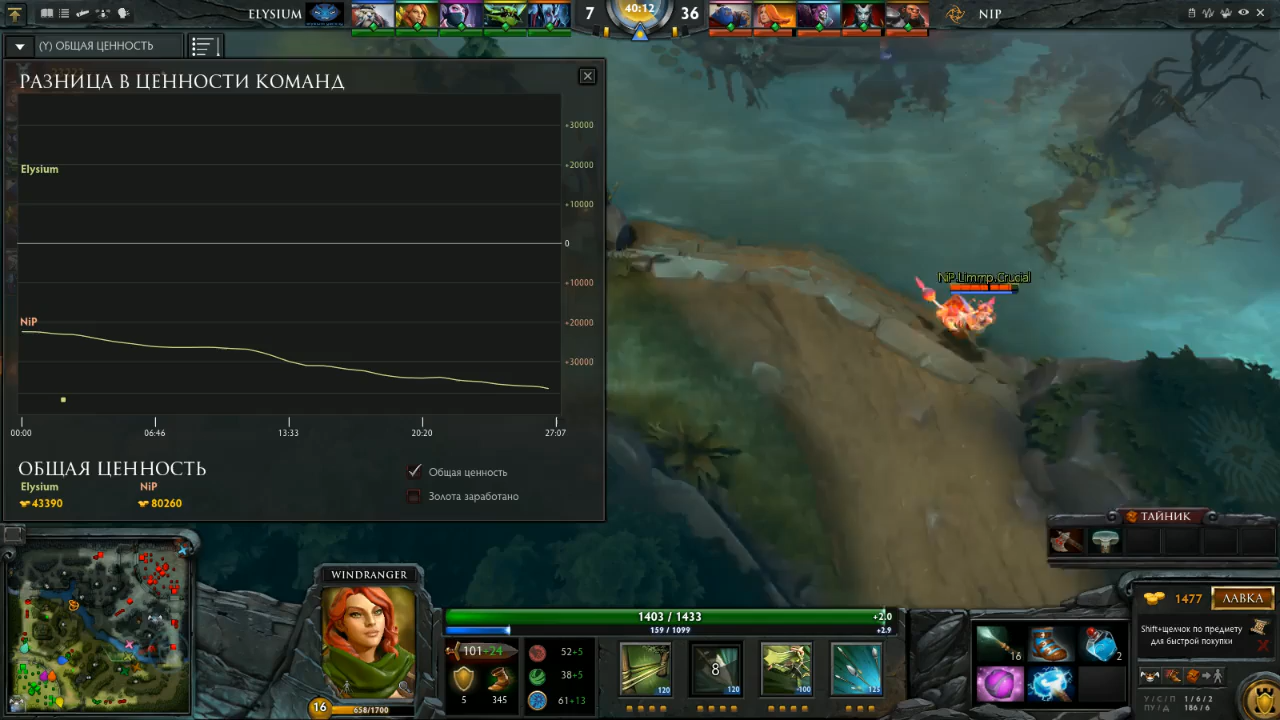 ELYSIUM 7 40:12 36 NIP
(Y) ОБЩАЯ ЦЕННОСТЬ
РАЗНИЦА В ЦЕННОСТИ КОМАНД
+30000
Elysium
+20000
+10000
0
+10000
NiP
+20000
+30000
00:00 06:46 13:33 20:20 27:07
ОБЩАЯ ЦЕННОСТЬ
Elysium NiP
43390 80260
Общая ценность
Золота заработано
NiP.Limmp.Crucial
ТАЙНИК
WINDRANGER
16
658/1700
1403 / 1433 +2.0
159 / 1099 +2.9
101-24
5 345
52+5
38+5
61+13
120
8
120
-100
125
16
2
1477 ЛАВКА
Shift+щелчок по предмету
для быстрой покупки
У / С / П 1 / 6 / 2
ПУ / Д 186 / 6